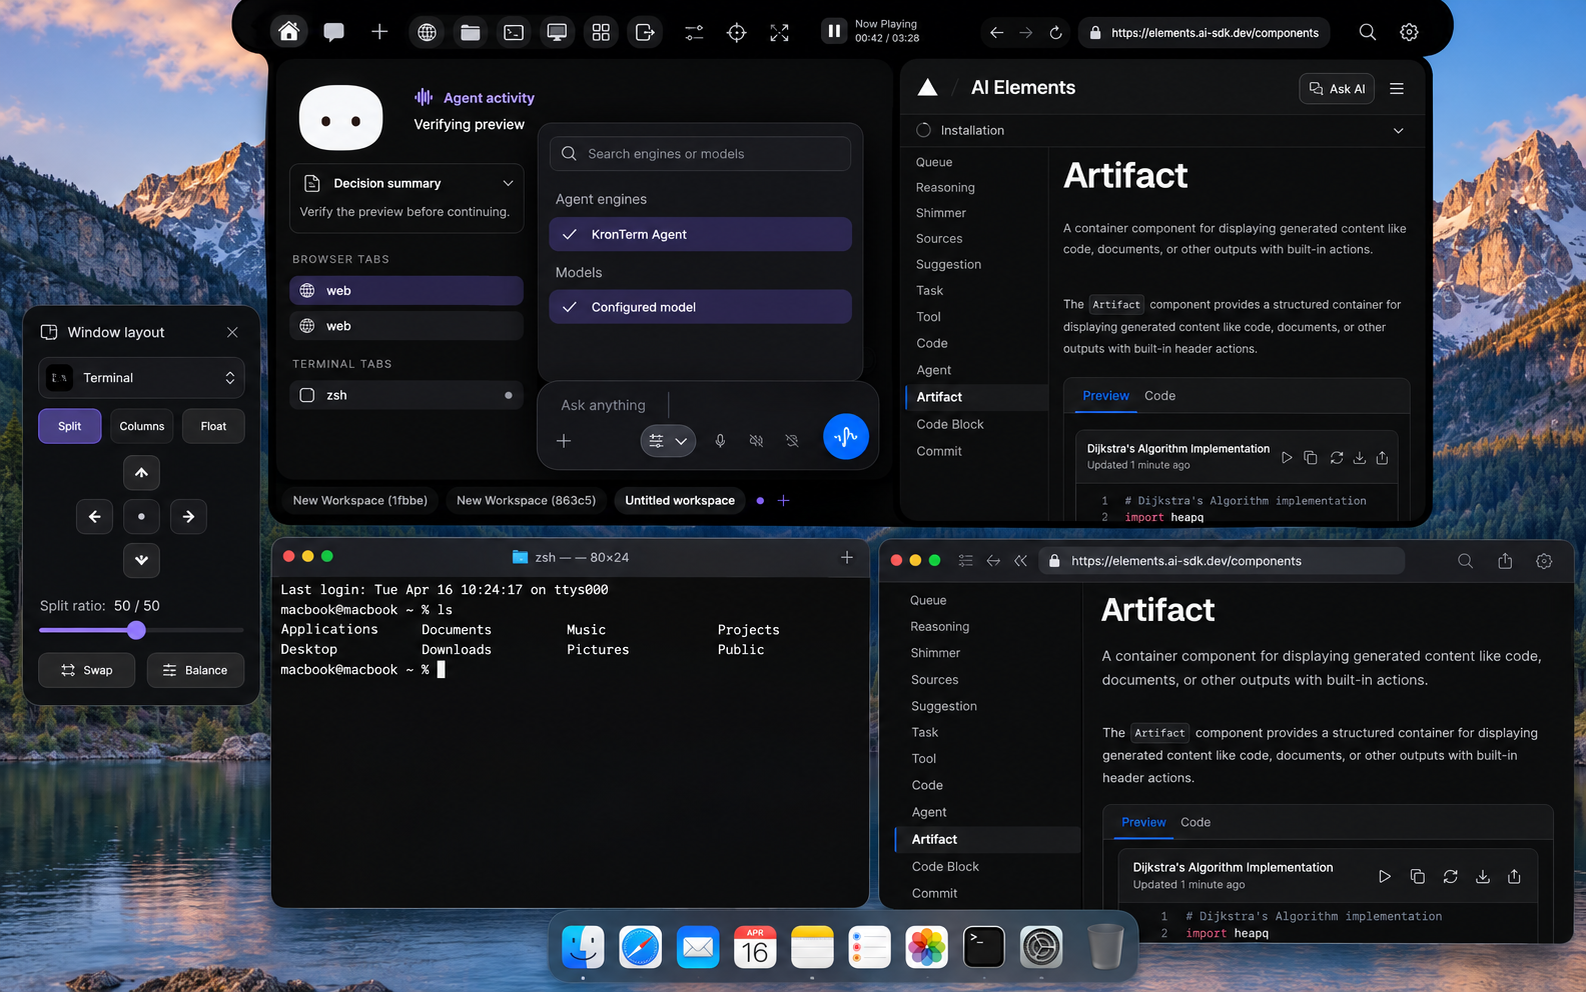 Now Playing
00:42 / 03:28
https://elements.ai-sdk.dev/components
Agent activity
Verifying preview
Decision summary
Verify the preview before continuing.
BROWSER TABS
web
web
TERMINAL TABS
zsh
Search engines or models
Agent engines
KronTerm Agent
Models
Configured model
Ask anything
New Workspace (1fbbe)
New Workspace (863c5)
Untitled workspace
AI Elements
Ask AI
Installation
Queue
Reasoning
Shimmer
Sources
Suggestion
Task
Tool
Code
Agent
Artifact
Code Block
Commit
Artifact
A container component for displaying generated content like
code, documents, or other outputs with built-in actions.
The Artifact component provides a structured container for
displaying generated content like code, documents, or other
outputs with built-in header actions.
Preview Code
Dijkstra's Algorithm Implementation
Updated 1 minute ago
1 # Dijkstra's Algorithm implementation
2 import heapq
Window layout
Terminal
Split Columns Float
Split ratio: 50 / 50
Swap Balance
zsh — — 80×24
Last login: Tue Apr 16 10:24:17 on ttys000
macbook@macbook ~ % ls
Applications Documents Music Projects
Desktop Downloads Pictures Public
macbook@macbook ~ %
https://elements.ai-sdk.dev/components
Queue
Reasoning
Shimmer
Sources
Suggestion
Task
Tool
Code
Agent
Artifact
Code Block
Commit
Artifact
A container component for displaying generated content like code,
documents, or other outputs with built-in actions.
The Artifact component provides a structured container for displaying
generated content like code, documents, or other outputs with built-in
header actions.
Preview Code
Dijkstra's Algorithm Implementation
Updated 1 minute ago
1 # Dijkstra's Algorithm implementation
2 import heapq
APR
16
>_